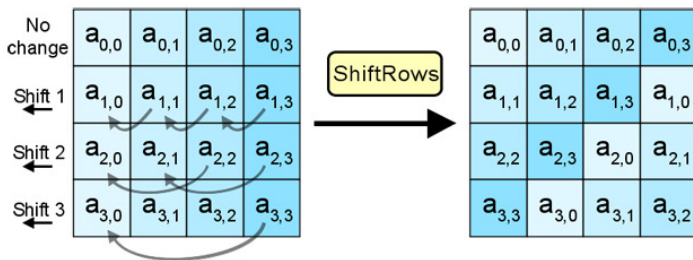 No change a0,0 a0,1 a0,2 a0,3
Shift 1 a1,0 a1,1 a1,2 a1,3
Shift 2 a2,0 a2,1 a2,2 a2,3
Shift 3 a3,0 a3,1 a3,2 a3,3
ShiftRows
a0,0 a0,1 a0,2 a0,3
a1,1 a1,2 a1,3 a1,0
a2,2 a2,3 a2,0 a2,1
a3,3 a3,0 a3,1 a3,2